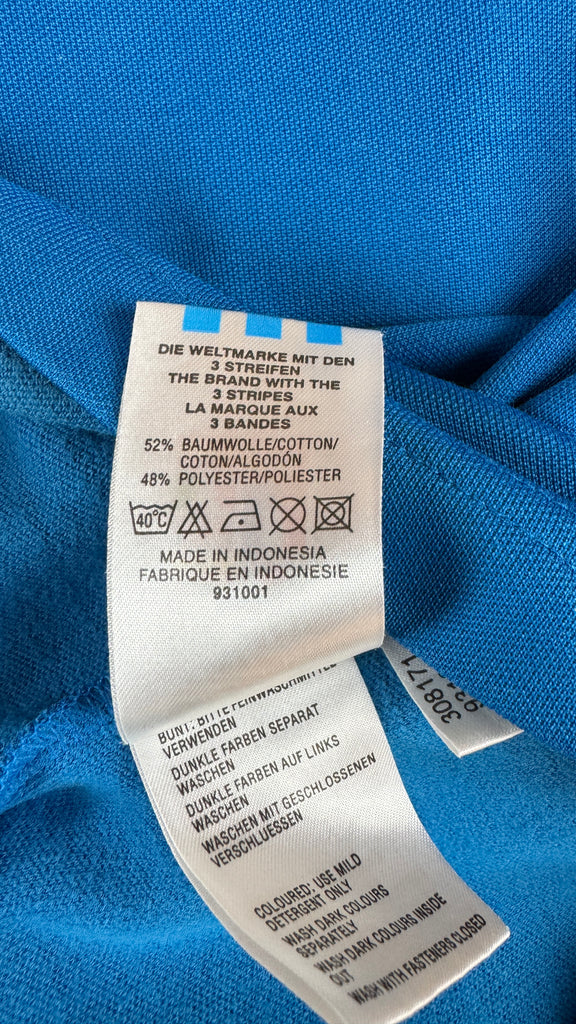 DIE WELTMARKE MIT DEN
3 STREIFEN
THE BRAND WITH THE
3 STRIPES
LA MARQUE AUX
3 BANDES
52% BAUMWOLLE/COTTON/
COTON/ALGODÓN
48% POLYESTER/POLIESTER
40°C
MADE IN INDONESIA
FABRIQUE EN INDONESIE
931001
308171
BUNT: BITTE FEINWASCHMITTEL
VERWENDEN
DUNKLE FARBEN SEPARAT
WASCHEN
DUNKLE FARBEN AUF LINKS
WASCHEN
WASCHEN MIT GESCHLOSSENEN
VERSCHLUESSEN
COLOURED: USE MILD
DETERGENT ONLY
WASH DARK COLOURS
SEPARATELY
WASH DARK COLOURS INSIDE
OUT
WASH WITH FASTENERS CLOSED